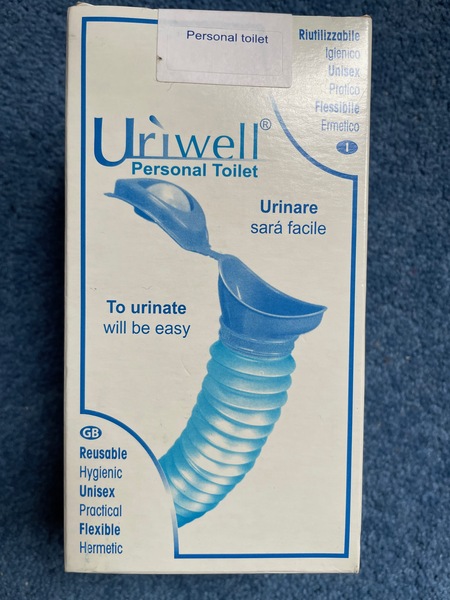 Personal toilet
Riutilizzabile
Igienico
Unisex
Pratico
Flessibile
Ermetico
I
Urìwell®
Personal Toilet
Urinare
sará facile
To urinate
will be easy
GB
Reusable
Hygienic
Unisex
Practical
Flexible
Hermetic